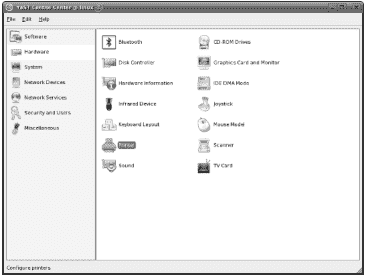 YaST Control Center @ linux
File Edit Help
Software
Hardware
System
Network Devices
Network Services
Security and Users
Miscellaneous
Bluetooth
Disk Controller
Hardware Information
Infrared Device
Keyboard Layout
Printer
Sound
CD-ROM Drives
Graphics Card and Monitor
IDE DMA Mode
Joystick
Mouse Model
Scanner
TV Card
Configure printers